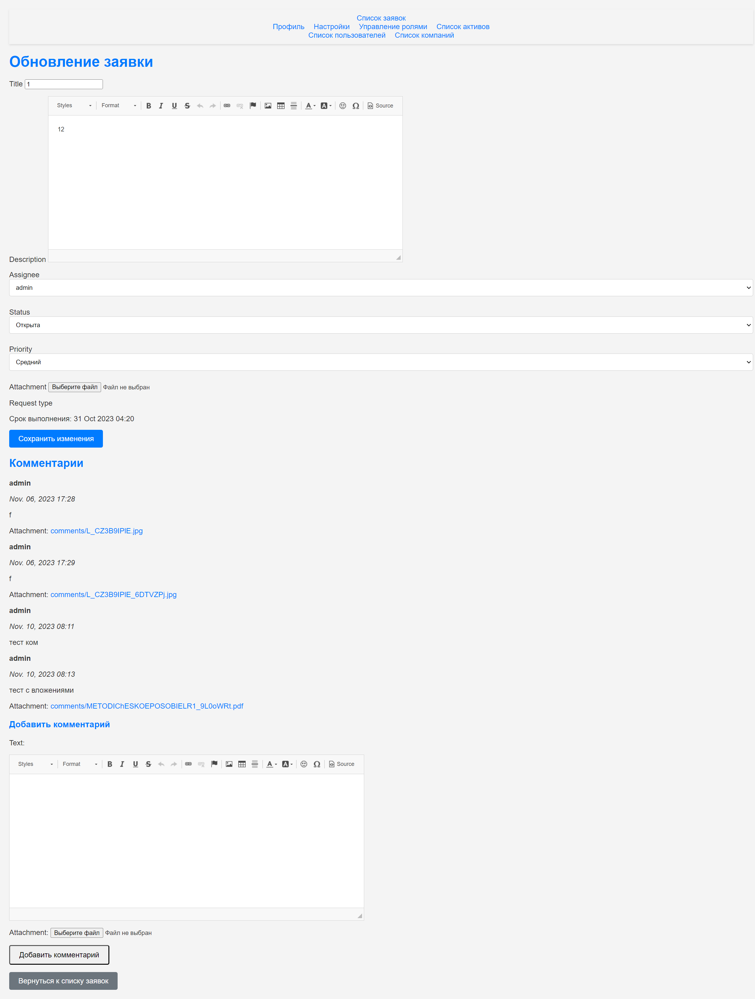 Список заявок
Профиль Настройки Управление ролями Список активов
Список пользователей Список компаний
Обновление заявки
Title 1
Styles Format B I U S A A Ω Source
12
Description
Assignee
admin
Status
Открыта
Priority
Средний
Attachment Выберите файл Файл не выбран
Request type
Срок выполнения: 31 Oct 2023 04:20
Сохранить изменения
Комментарии
admin
Nov. 06, 2023 17:28
f
Attachment: comments/L_CZ3B9IPlE.jpg
admin
Nov. 06, 2023 17:29
f
Attachment: comments/L_CZ3B9IPlE_6DTVZPj.jpg
admin
Nov. 10, 2023 08:11
тест ком
admin
Nov. 10, 2023 08:13
тест с вложениями
Attachment: comments/METODIChESKOEPOSOBIELR1_9L0oWRt.pdf
Добавить комментарий
Text:
Styles Format B I U S A A Ω Source
Attachment: Выберите файл Файл не выбран
Добавить комментарий
Вернуться к списку заявок